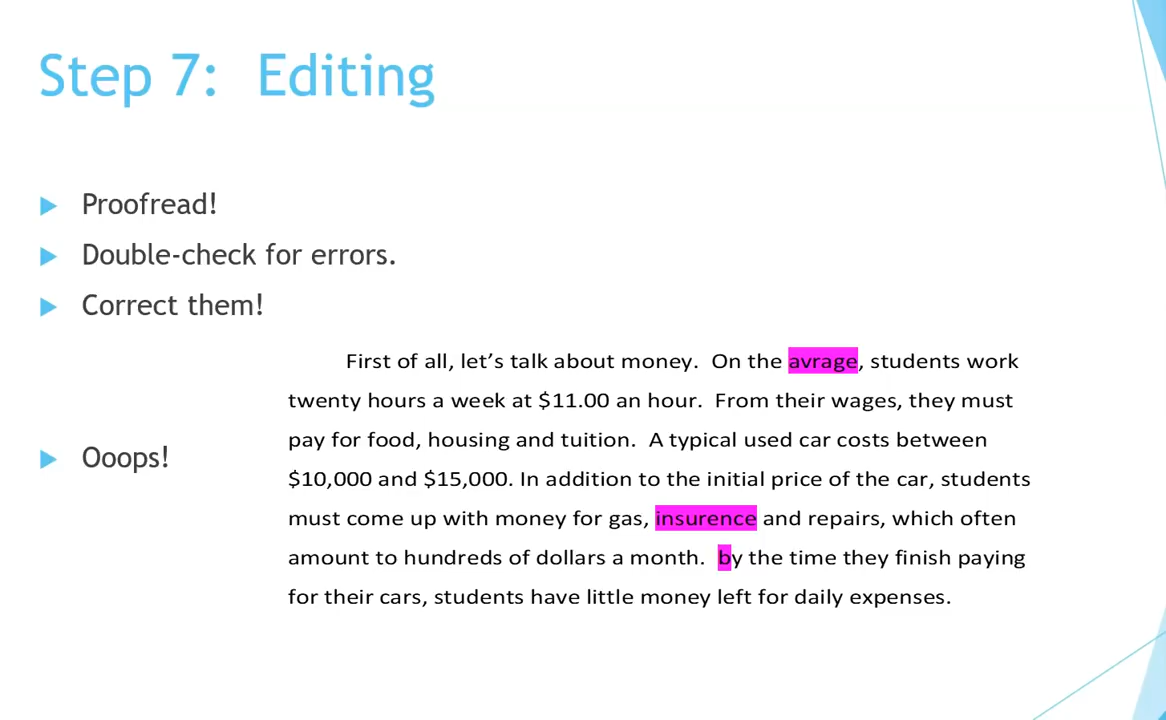 Step 7:  Editing
Proofread!
Double-check for errors.
Correct them!
First of all, let’s talk about money.  On the avrage, students work
twenty hours a week at $11.00 an hour.  From their wages, they must
pay for food, housing and tuition.  A typical used car costs between
Ooops!
$10,000 and $15,000. In addition to the initial price of the car, students
must come up with money for gas, insurence and repairs, which often
amount to hundreds of dollars a month.  by the time they finish paying
for their cars, students have little money left for daily expenses.